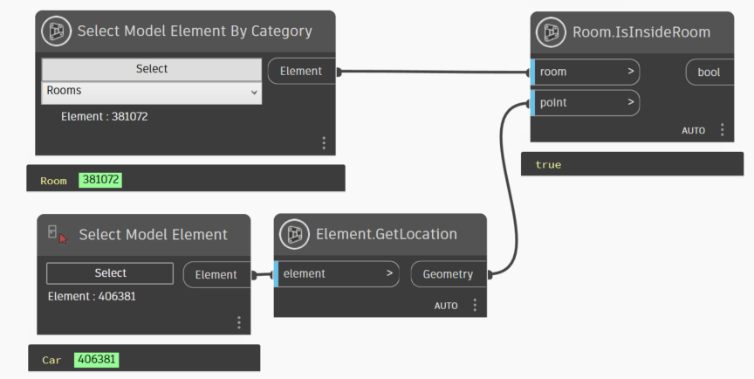 Select Model Element By Category
Select
Element
Rooms
Element : 381072
Room 381072
Room.IsInsideRoom
room >
bool
point >
AUTO
true
Select Model Element
Select
Element
Element : 406381
Car 406381
Element.GetLocation
element >
Geometry
AUTO